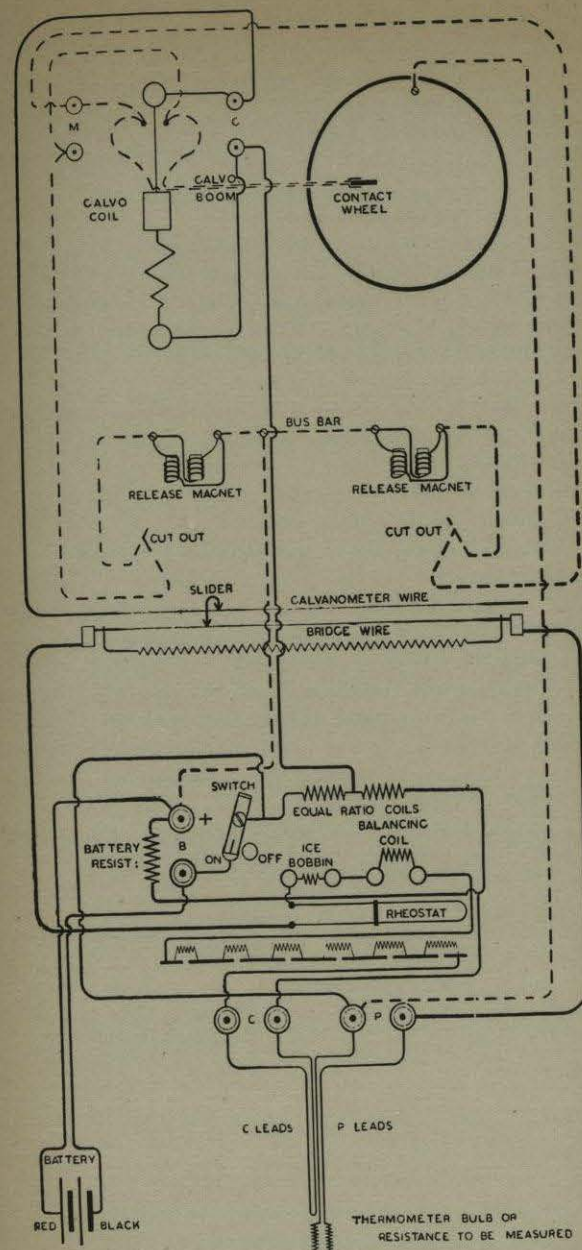 M
C
CALVO
COIL
CALVO
BOOM
CONTACT
WHEEL
BUS BAR
RELEASE MAGNET
RELEASE MAGNET
CUT OUT
CUT OUT
SLIDER
GALVANOMETER WIRE
BRIDGE WIRE
SWITCH
+
EQUAL RATIO COILS
BATTERY
RESIST:
B
ON
OFF
ICE
BOBBIN
BALANCING
COIL
RHEOSTAT
C
P
C LEADS
P LEADS
BATTERY
RED
BLACK
THERMOMETER BULB OR
RESISTANCE TO BE MEASURED